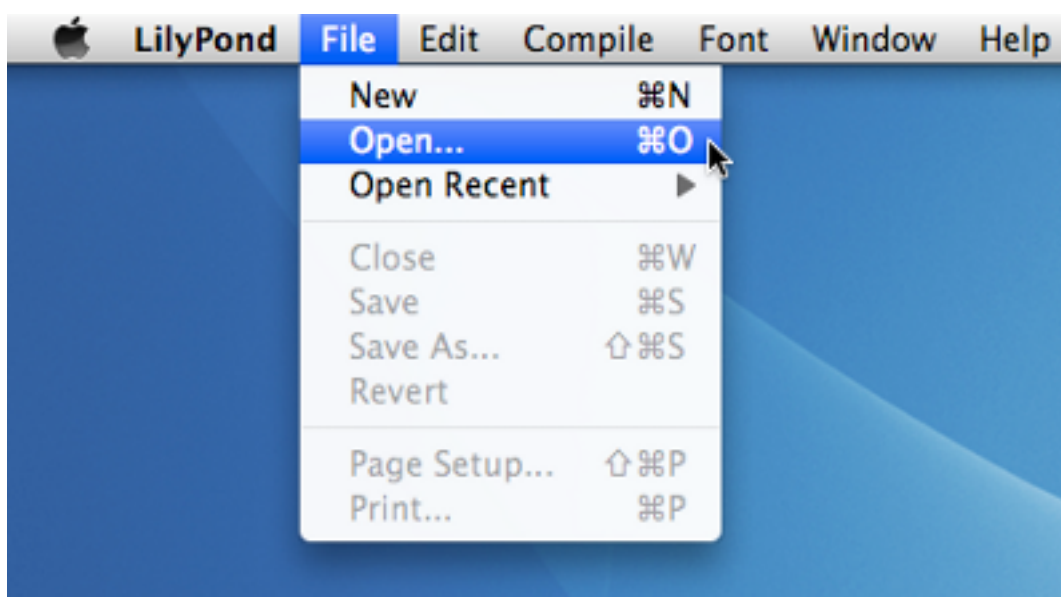 LilyPond File Edit Compile Font Window Help
New ⌘N
Open... ⌘O
Open Recent ▶
Close ⌘W
Save ⌘S
Save As... ⇧⌘S
Revert
Page Setup... ⇧⌘P
Print... ⌘P